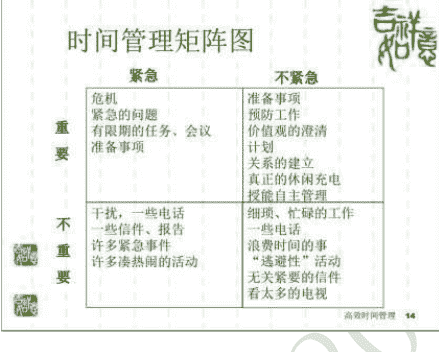 时间管理矩阵图
吉祥如意
紧急
不紧急
重要
危机
紧急的问题
有限期的任务、会议
准备事项
准备事项
预防工作
价值观的澄清
计划
关系的建立
真正的休闲充电
授能自主管理
不重要
干扰，一些电话
一些信件、报告
许多紧急事件
许多凑热闹的活动
细琐、忙碌的工作
一些电话
浪费时间的事
“逃避性”活动
无关紧要的信件
看太多的电视
高效时间管理 14